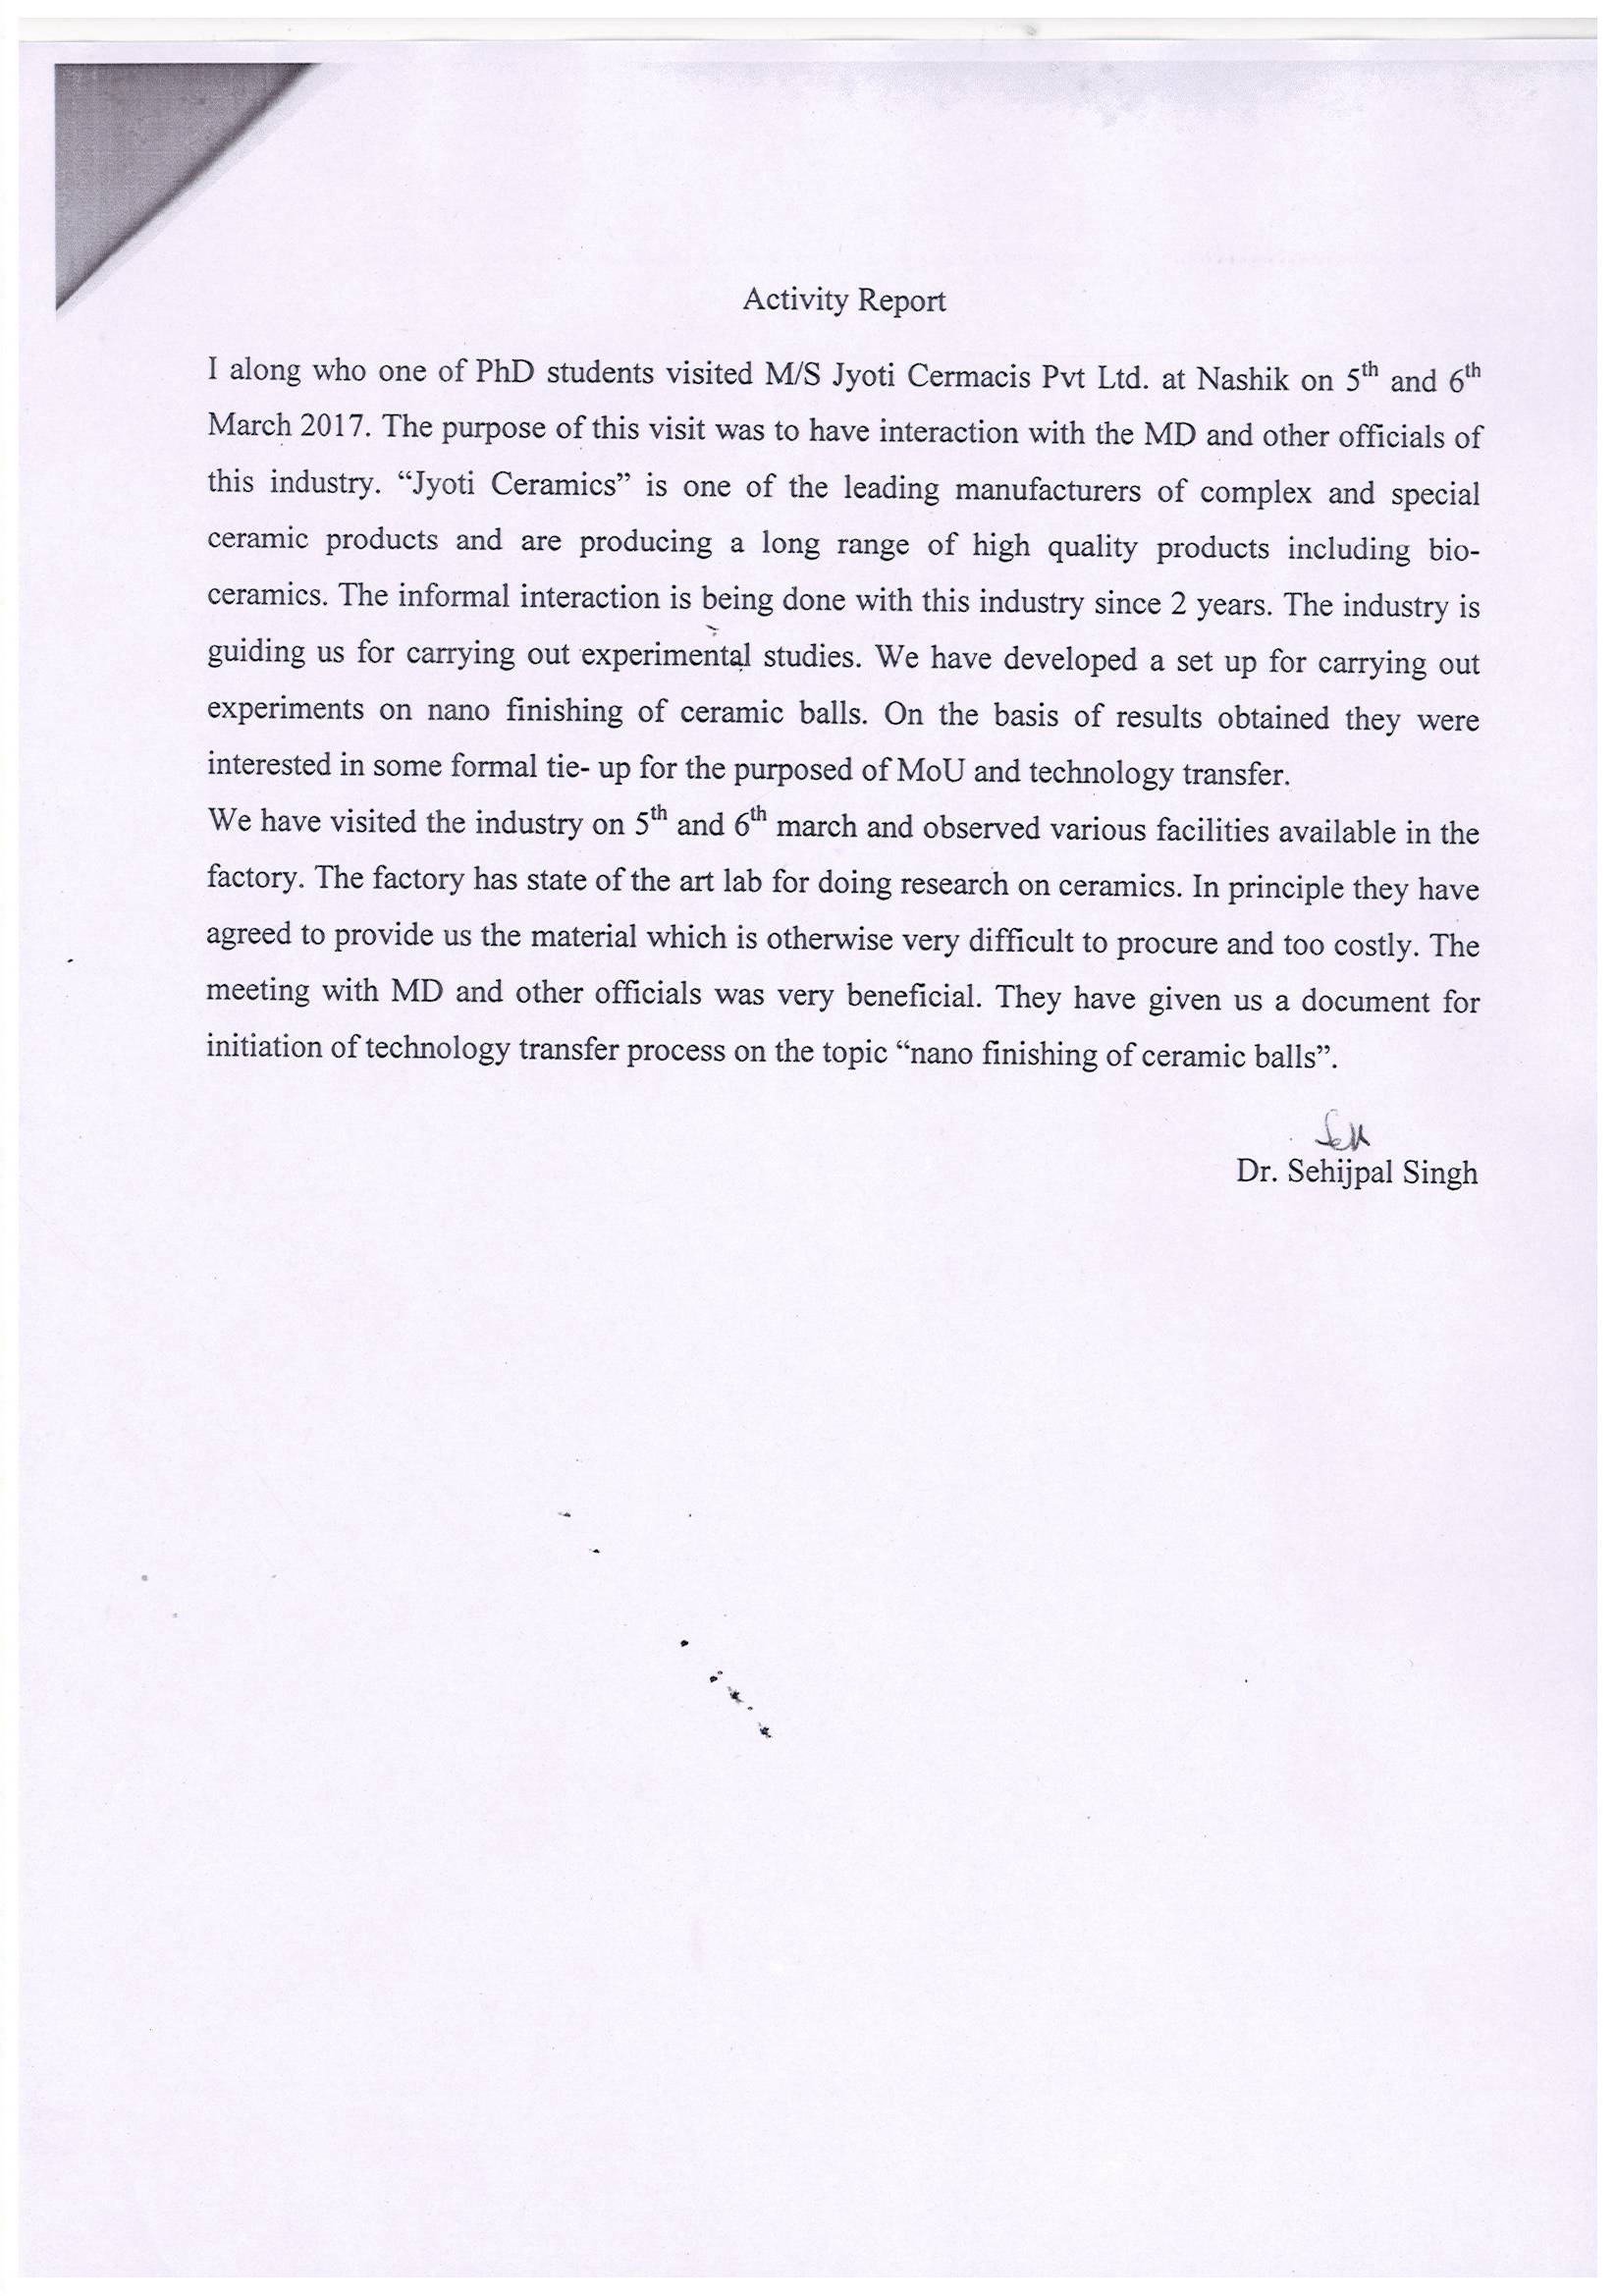 Activity Report
I along who one of PhD students visited M/S Jyoti Cermacis Pvt Ltd. at Nashik on 5th and 6th
March 2017. The purpose of this visit was to have interaction with the MD and other officials of
this industry. “Jyoti Ceramics” is one of the leading manufacturers of complex and special
ceramic products and are producing a long range of high quality products including bio-
ceramics. The informal interaction is being done with this industry since 2 years. The industry is
guiding us for carrying out experimental studies. We have developed a set up for carrying out
experiments on nano finishing of ceramic balls. On the basis of results obtained they were
interested in some formal tie- up for the purposed of MoU and technology transfer.
We have visited the industry on 5th and 6th march and observed various facilities available in the
factory. The factory has state of the art lab for doing research on ceramics. In principle they have
agreed to provide us the material which is otherwise very difficult to procure and too costly. The
meeting with MD and other officials was very beneficial. They have given us a document for
initiation of technology transfer process on the topic “nano finishing of ceramic balls”.
Dr. Sehijpal Singh